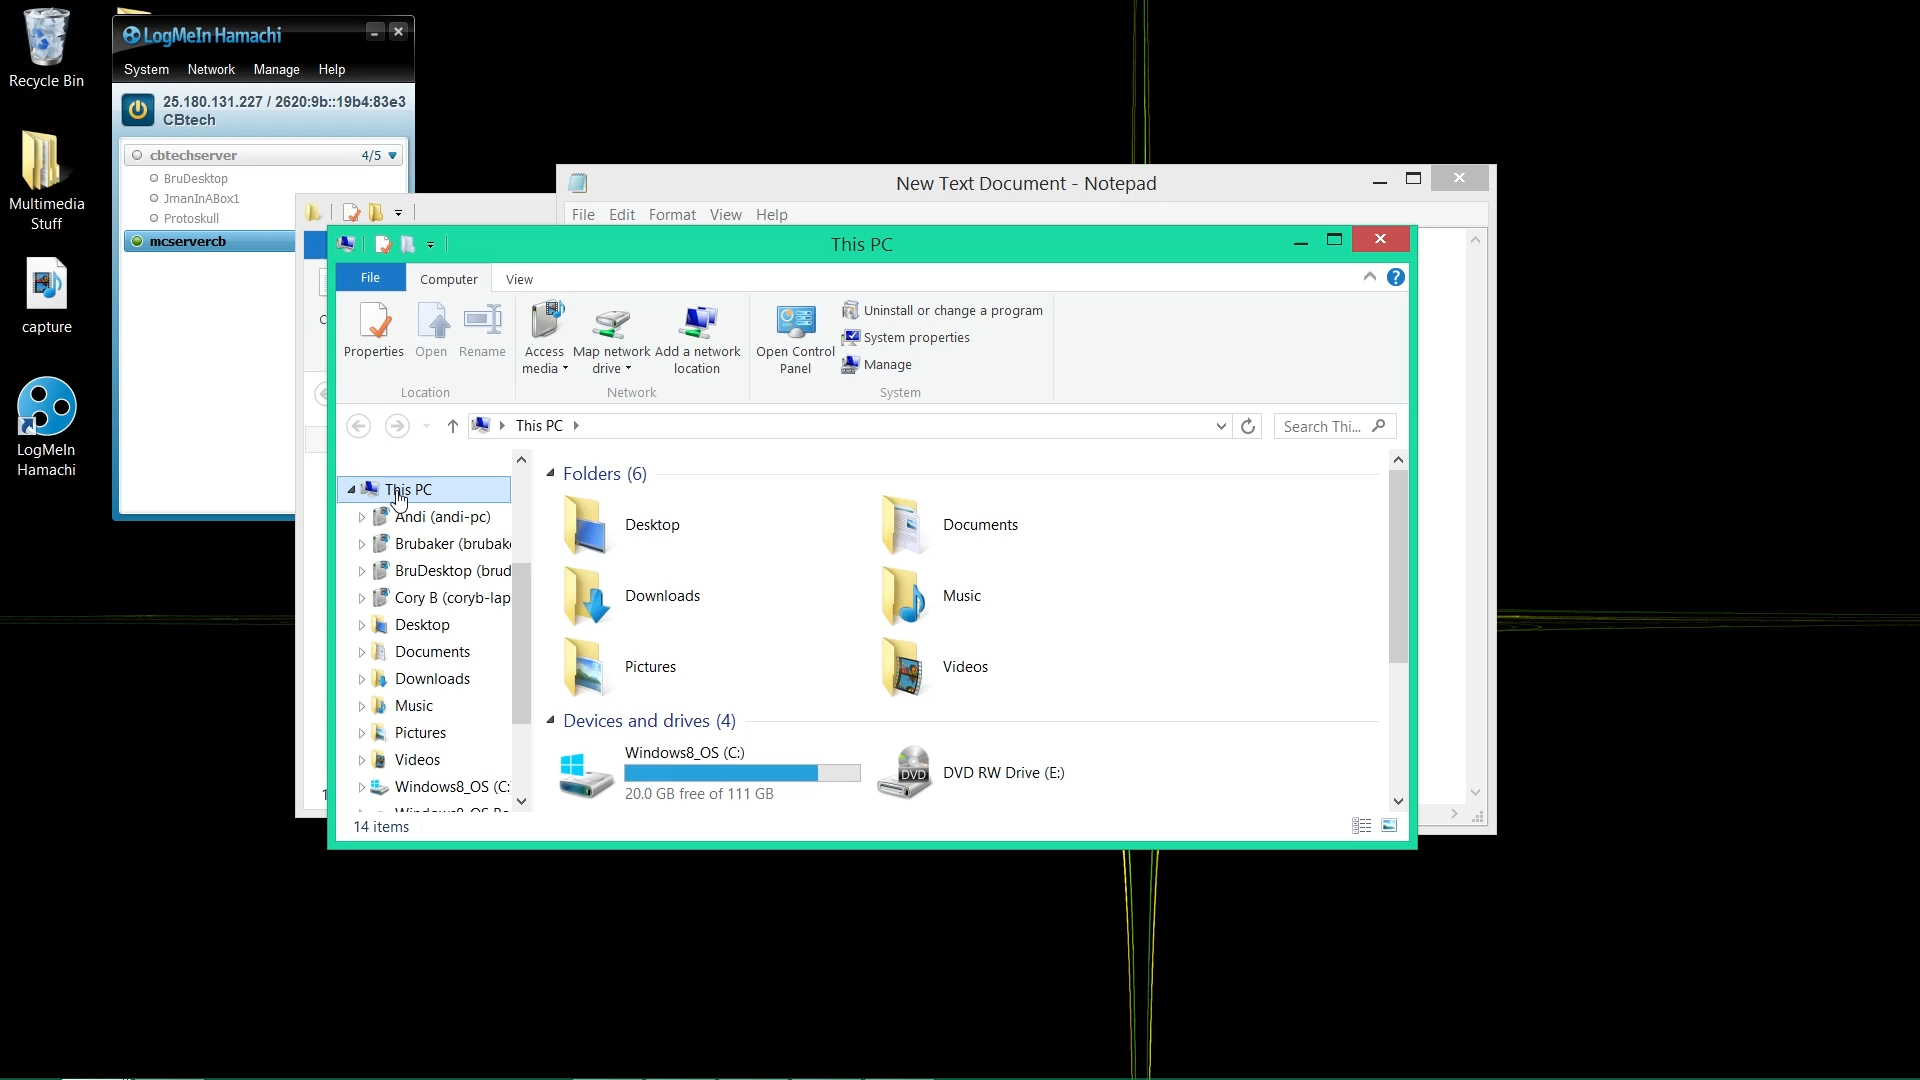 Recycle Bin
Multimedia
Stuff
capture
LogMeIn
Hamachi
LogMeIn Hamachi
System Network Manage Help
25.180.131.227 / 2620:9b::19b4:83e3
CBtech
cbtechserver 4/5
BruDesktop
JmanInABox1
Protoskull
mcservercb
New Text Document - Notepad
File Edit Format View Help
This PC
File Computer View
Properties
Open
Rename
Location
Access
media
Map network
drive
Add a network
location
Network
Open Control
Panel
Uninstall or change a program
System properties
Manage
System
This PC
Search Thi...
This PC
Andi (andi-pc)
Brubaker (brubak
BruDesktop (brud
Cory B (coryb-lap
Desktop
Documents
Downloads
Music
Pictures
Videos
Windows8_OS (C:
Folders (6)
Desktop
Documents
Downloads
Music
Pictures
Videos
Devices and drives (4)
Windows8_OS (C:)
20.0 GB free of 111 GB
DVD
DVD RW Drive (E:)
14 items